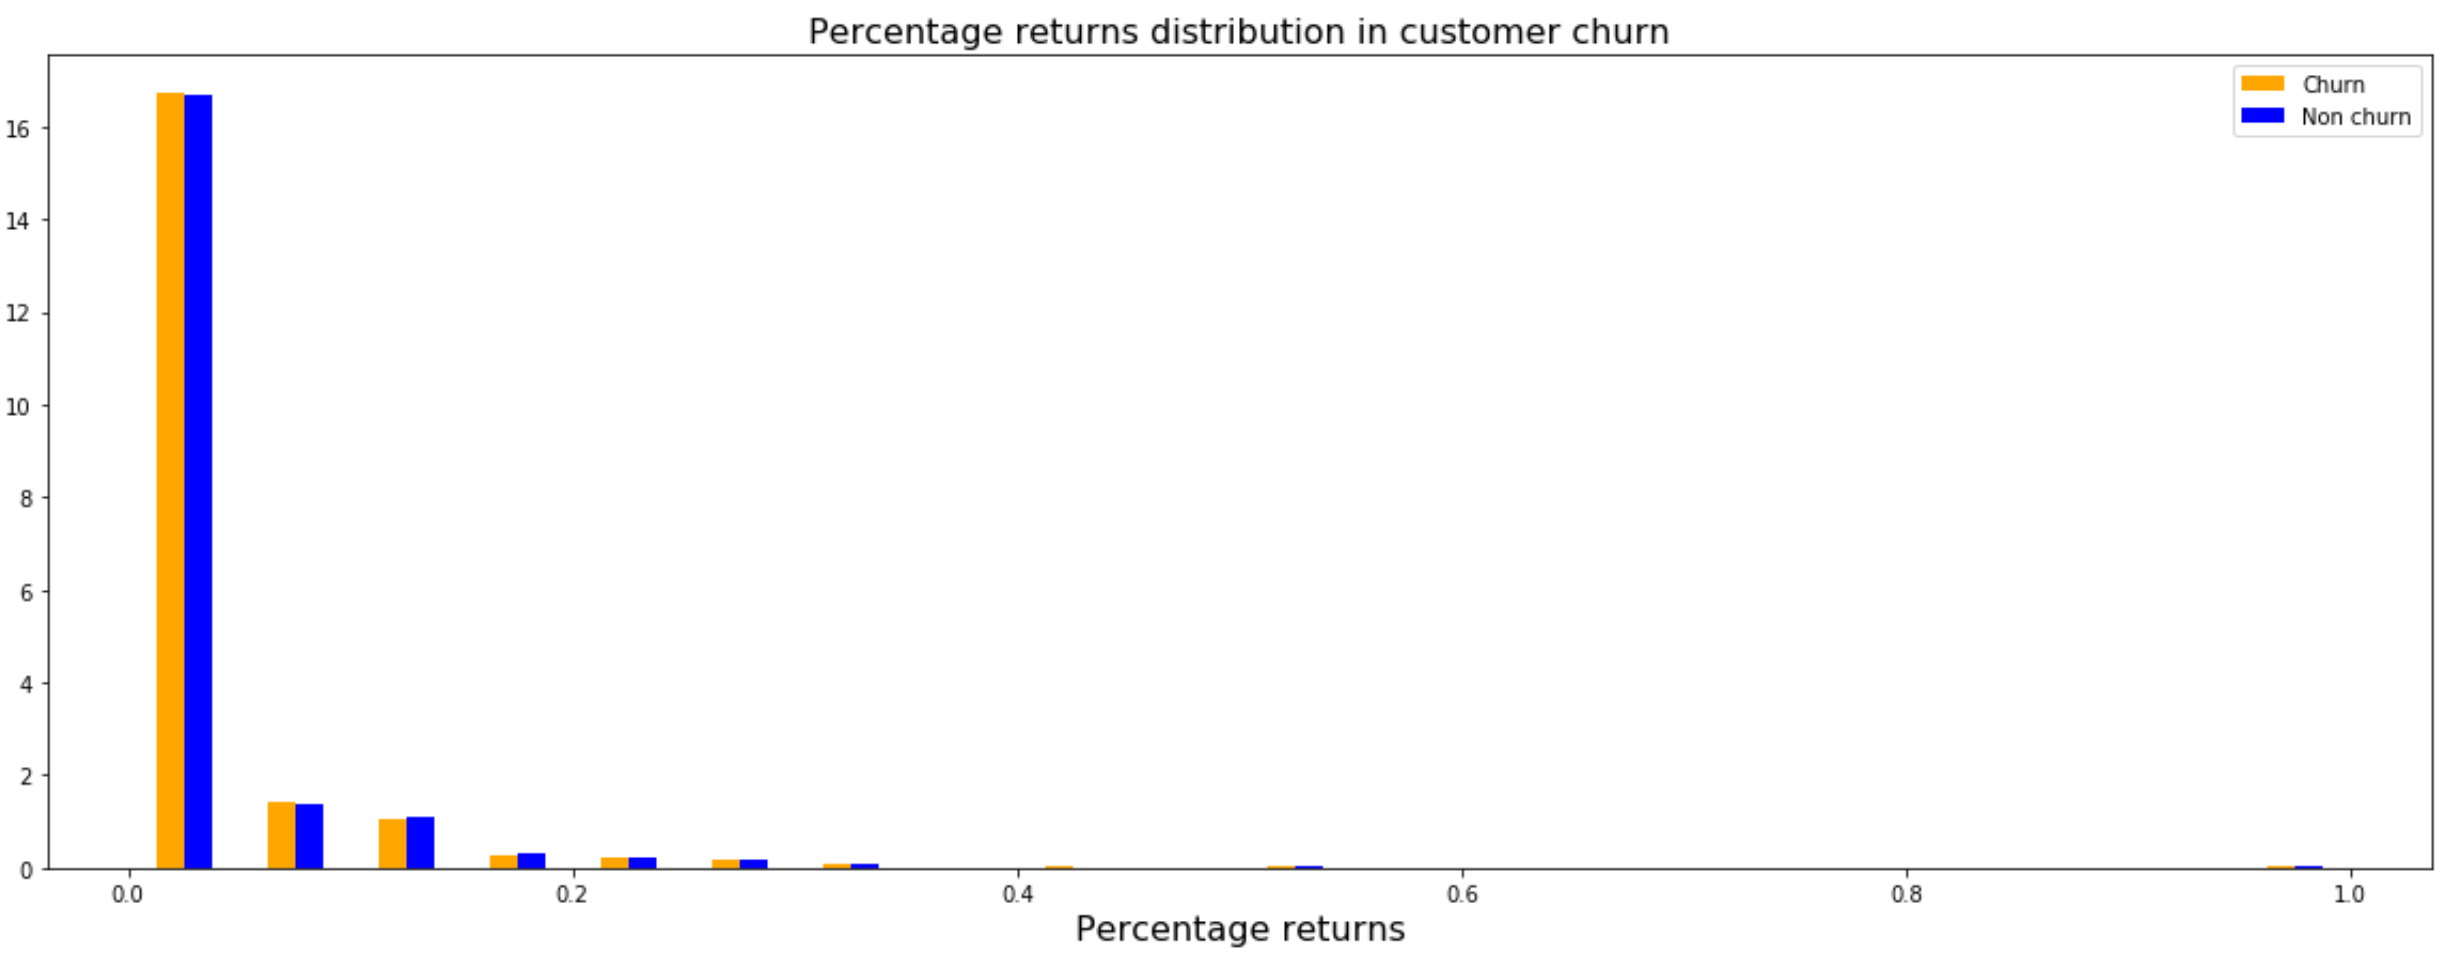 Percentage returns distribution in customer churn
Churn
Non churn
16
14
12
10
8
6
4
2
0
0.0 0.2 0.4 0.6 0.8 1.0
Percentage returns